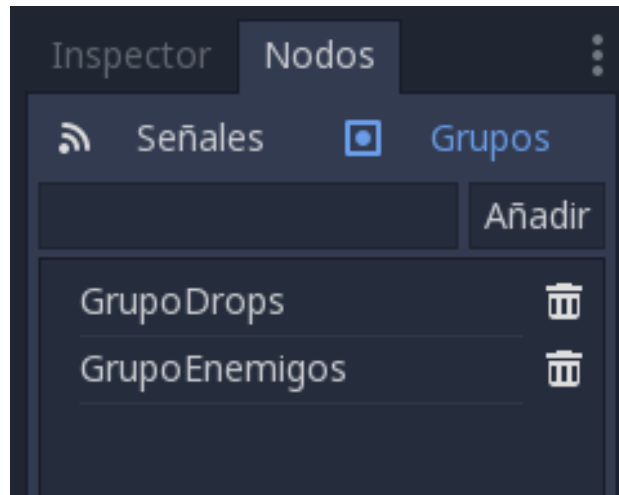 Inspector Nodos
Señales Grupos
Añadir
GrupoDrops
GrupoEnemigos